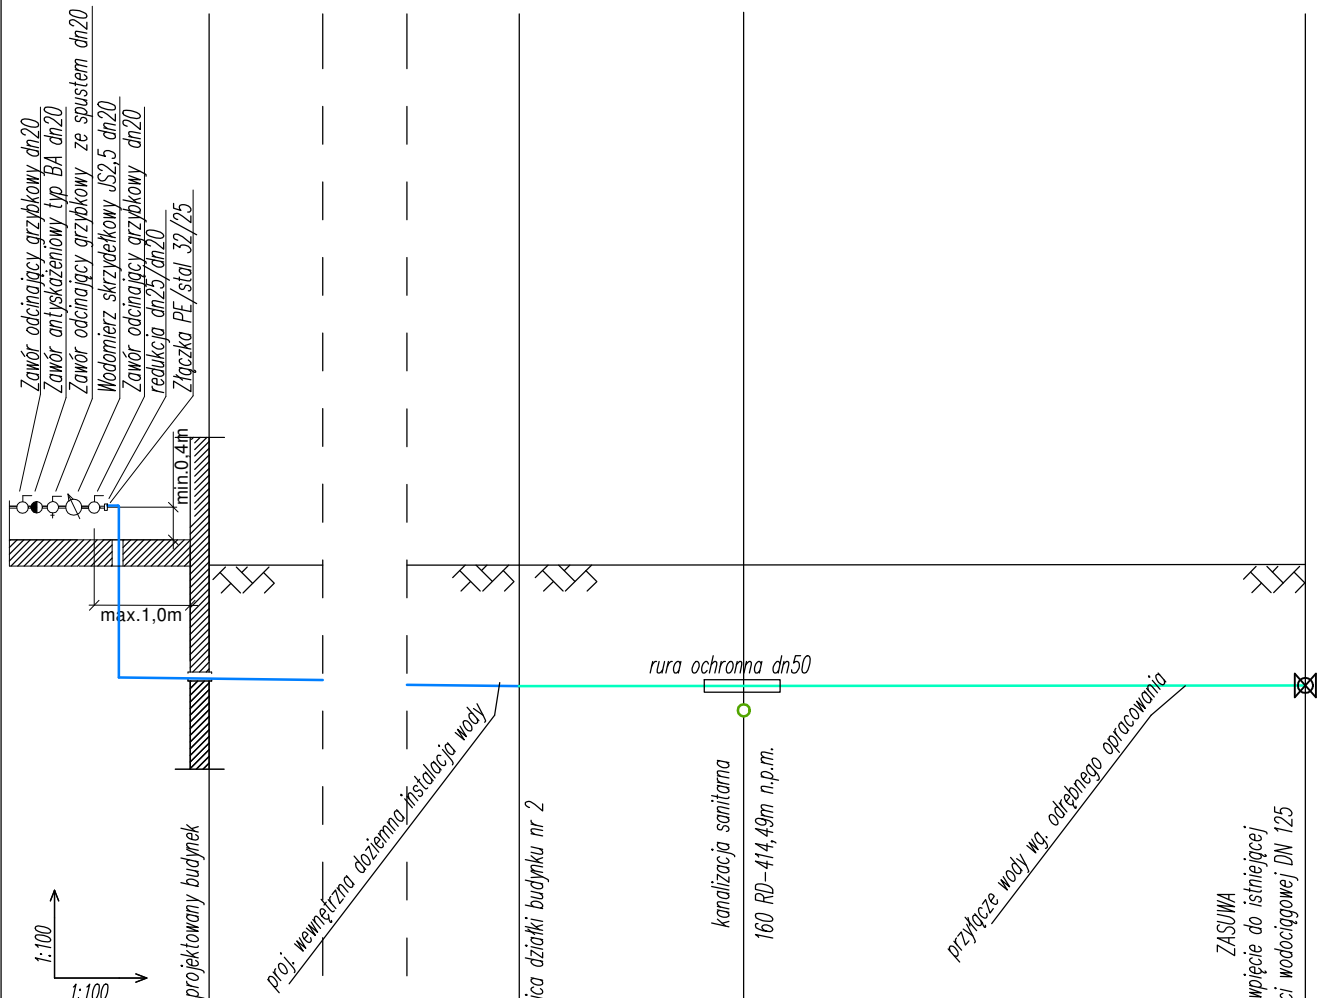 Zawór odcinający grzybkowy dn20
Zawór antyskażeniowy typ BA dn20
Zawór odcinający grzybkowy ze spustem dn20
Wodomierz skrzydełkowy JS2,5 dn20
Zawór odcinający grzybkowy dn20
redukcja dn25/dn20
Złączka PE/stal 32/25
min.0,4m
max.1,0m
rura ochronna dn50
proj. wewnętrzna doziemna instalacja wody
przyłącze wody wg. odrębnego opracowania
projektowany budynek
ica działki budynku nr 2
kanalizacja sanitarna
160 RD-414,49m n.p.m.
ZASUWA
wpięcie do istniejącej
ci wodociągowej DN 125
1:100
1:100